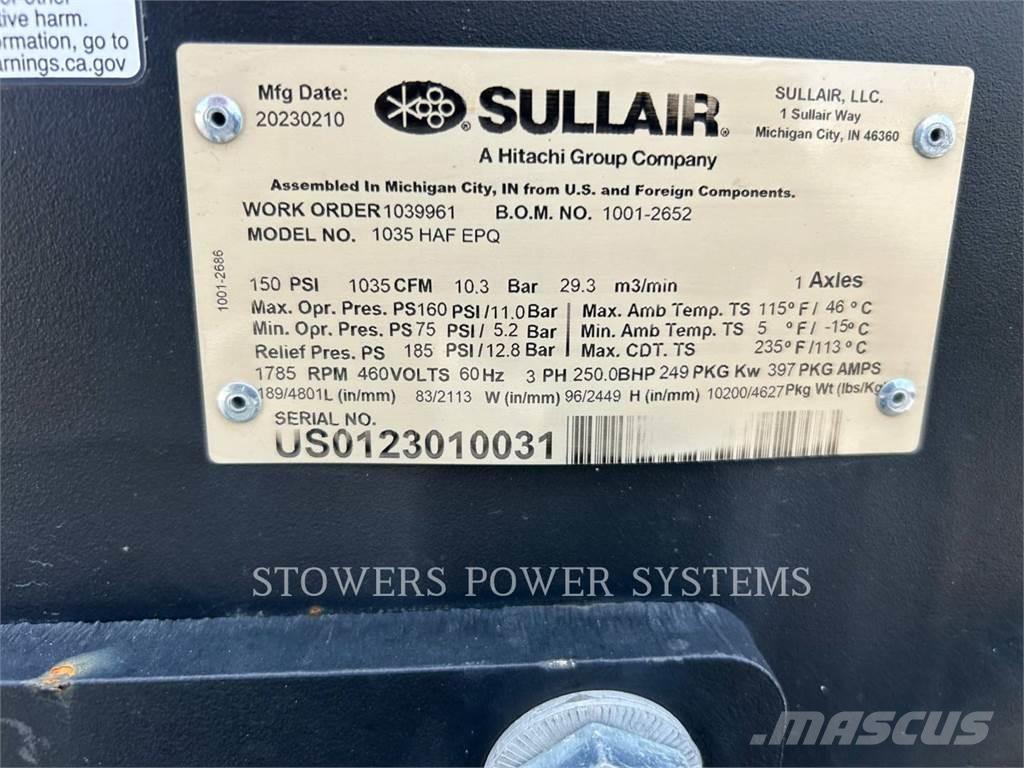 tive harm.
ormation, go to
arnings.ca.gov
Mfg Date:
20230210
SULLAIR®
A Hitachi Group Company
SULLAIR, LLC.
1 Sullair Way
Michigan City, IN 46360
Assembled In Michigan City, IN from U.S. and Foreign Components.
WORK ORDER 1039961 B.O.M. NO. 1001-2652
MODEL NO. 1035 HAF EPQ
1001-2686
150 PSI 1035 CFM 10.3 Bar 29.3 m3/min 1 Axles
Max. Opr. Pres. PS 160 PSI/11.0 Bar Max. Amb Temp. TS 115° F/ 46 ° C
Min. Opr. Pres. PS 75 PSI/ 5.2 Bar Min. Amb Temp. TS 5 ° F/ -15° C
Relief Pres. PS 185 PSI/12.8 Bar Max. CDT. TS 235° F/113° C
1785 RPM 460 VOLTS 60 Hz 3 PH 250.0 BHP 249 PKG Kw 397 PKG AMPS
189/4801 L (in/mm) 83/2113 W (in/mm) 96/2449 H (in/mm) 10200/4627 Pkg Wt (lbs/Kg)
SERIAL NO.
US0123010031
STOWERS POWER SYSTEMS
MASCUS